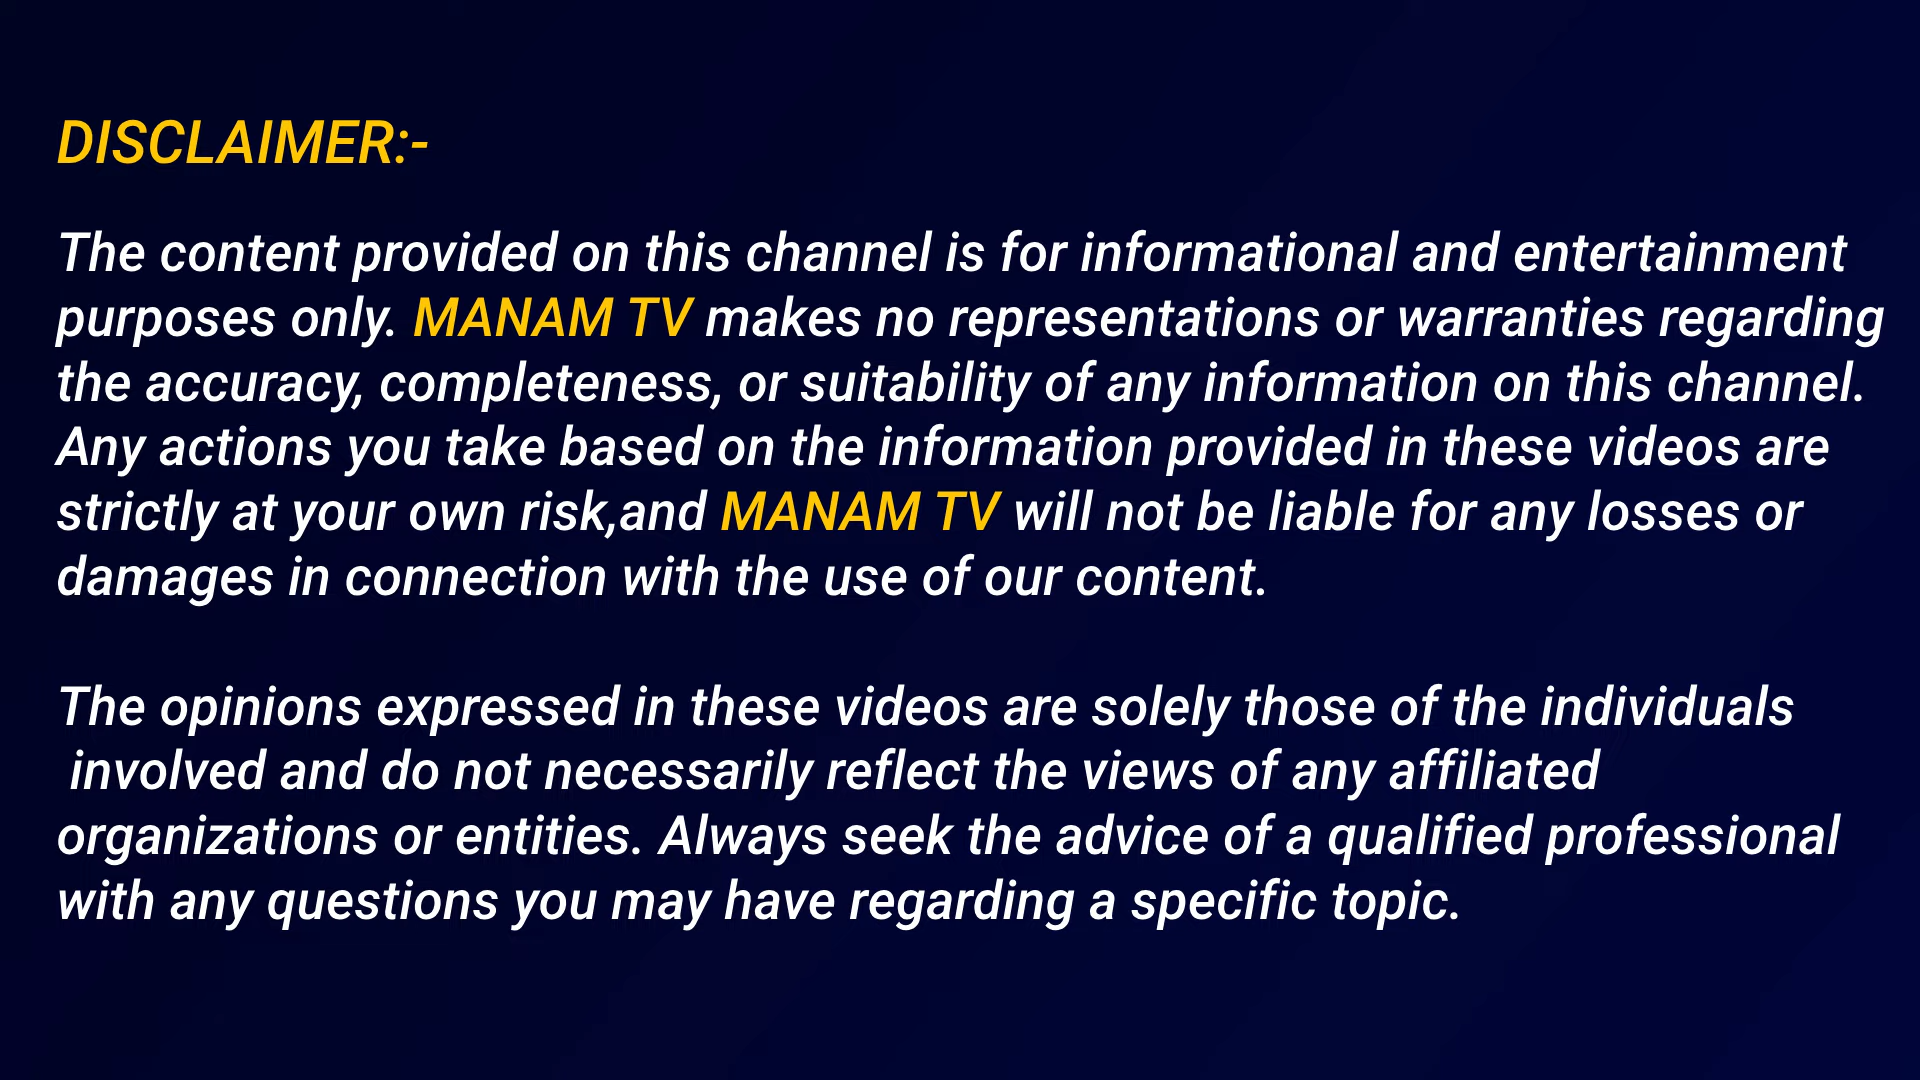 DISCLAIMER:-
The content provided on this channel is for informational and entertainment
purposes only. MANAM TV makes no representations or warranties regarding
the accuracy, completeness, or suitability of any information on this channel.
Any actions you take based on the information provided in these videos are
strictly at your own risk,and MANAM TV will not be liable for any losses or
damages in connection with the use of our content.
The opinions expressed in these videos are solely those of the individuals
involved and do not necessarily reflect the views of any affiliated
organizations or entities. Always seek the advice of a qualified professional
with any questions you may have regarding a specific topic.